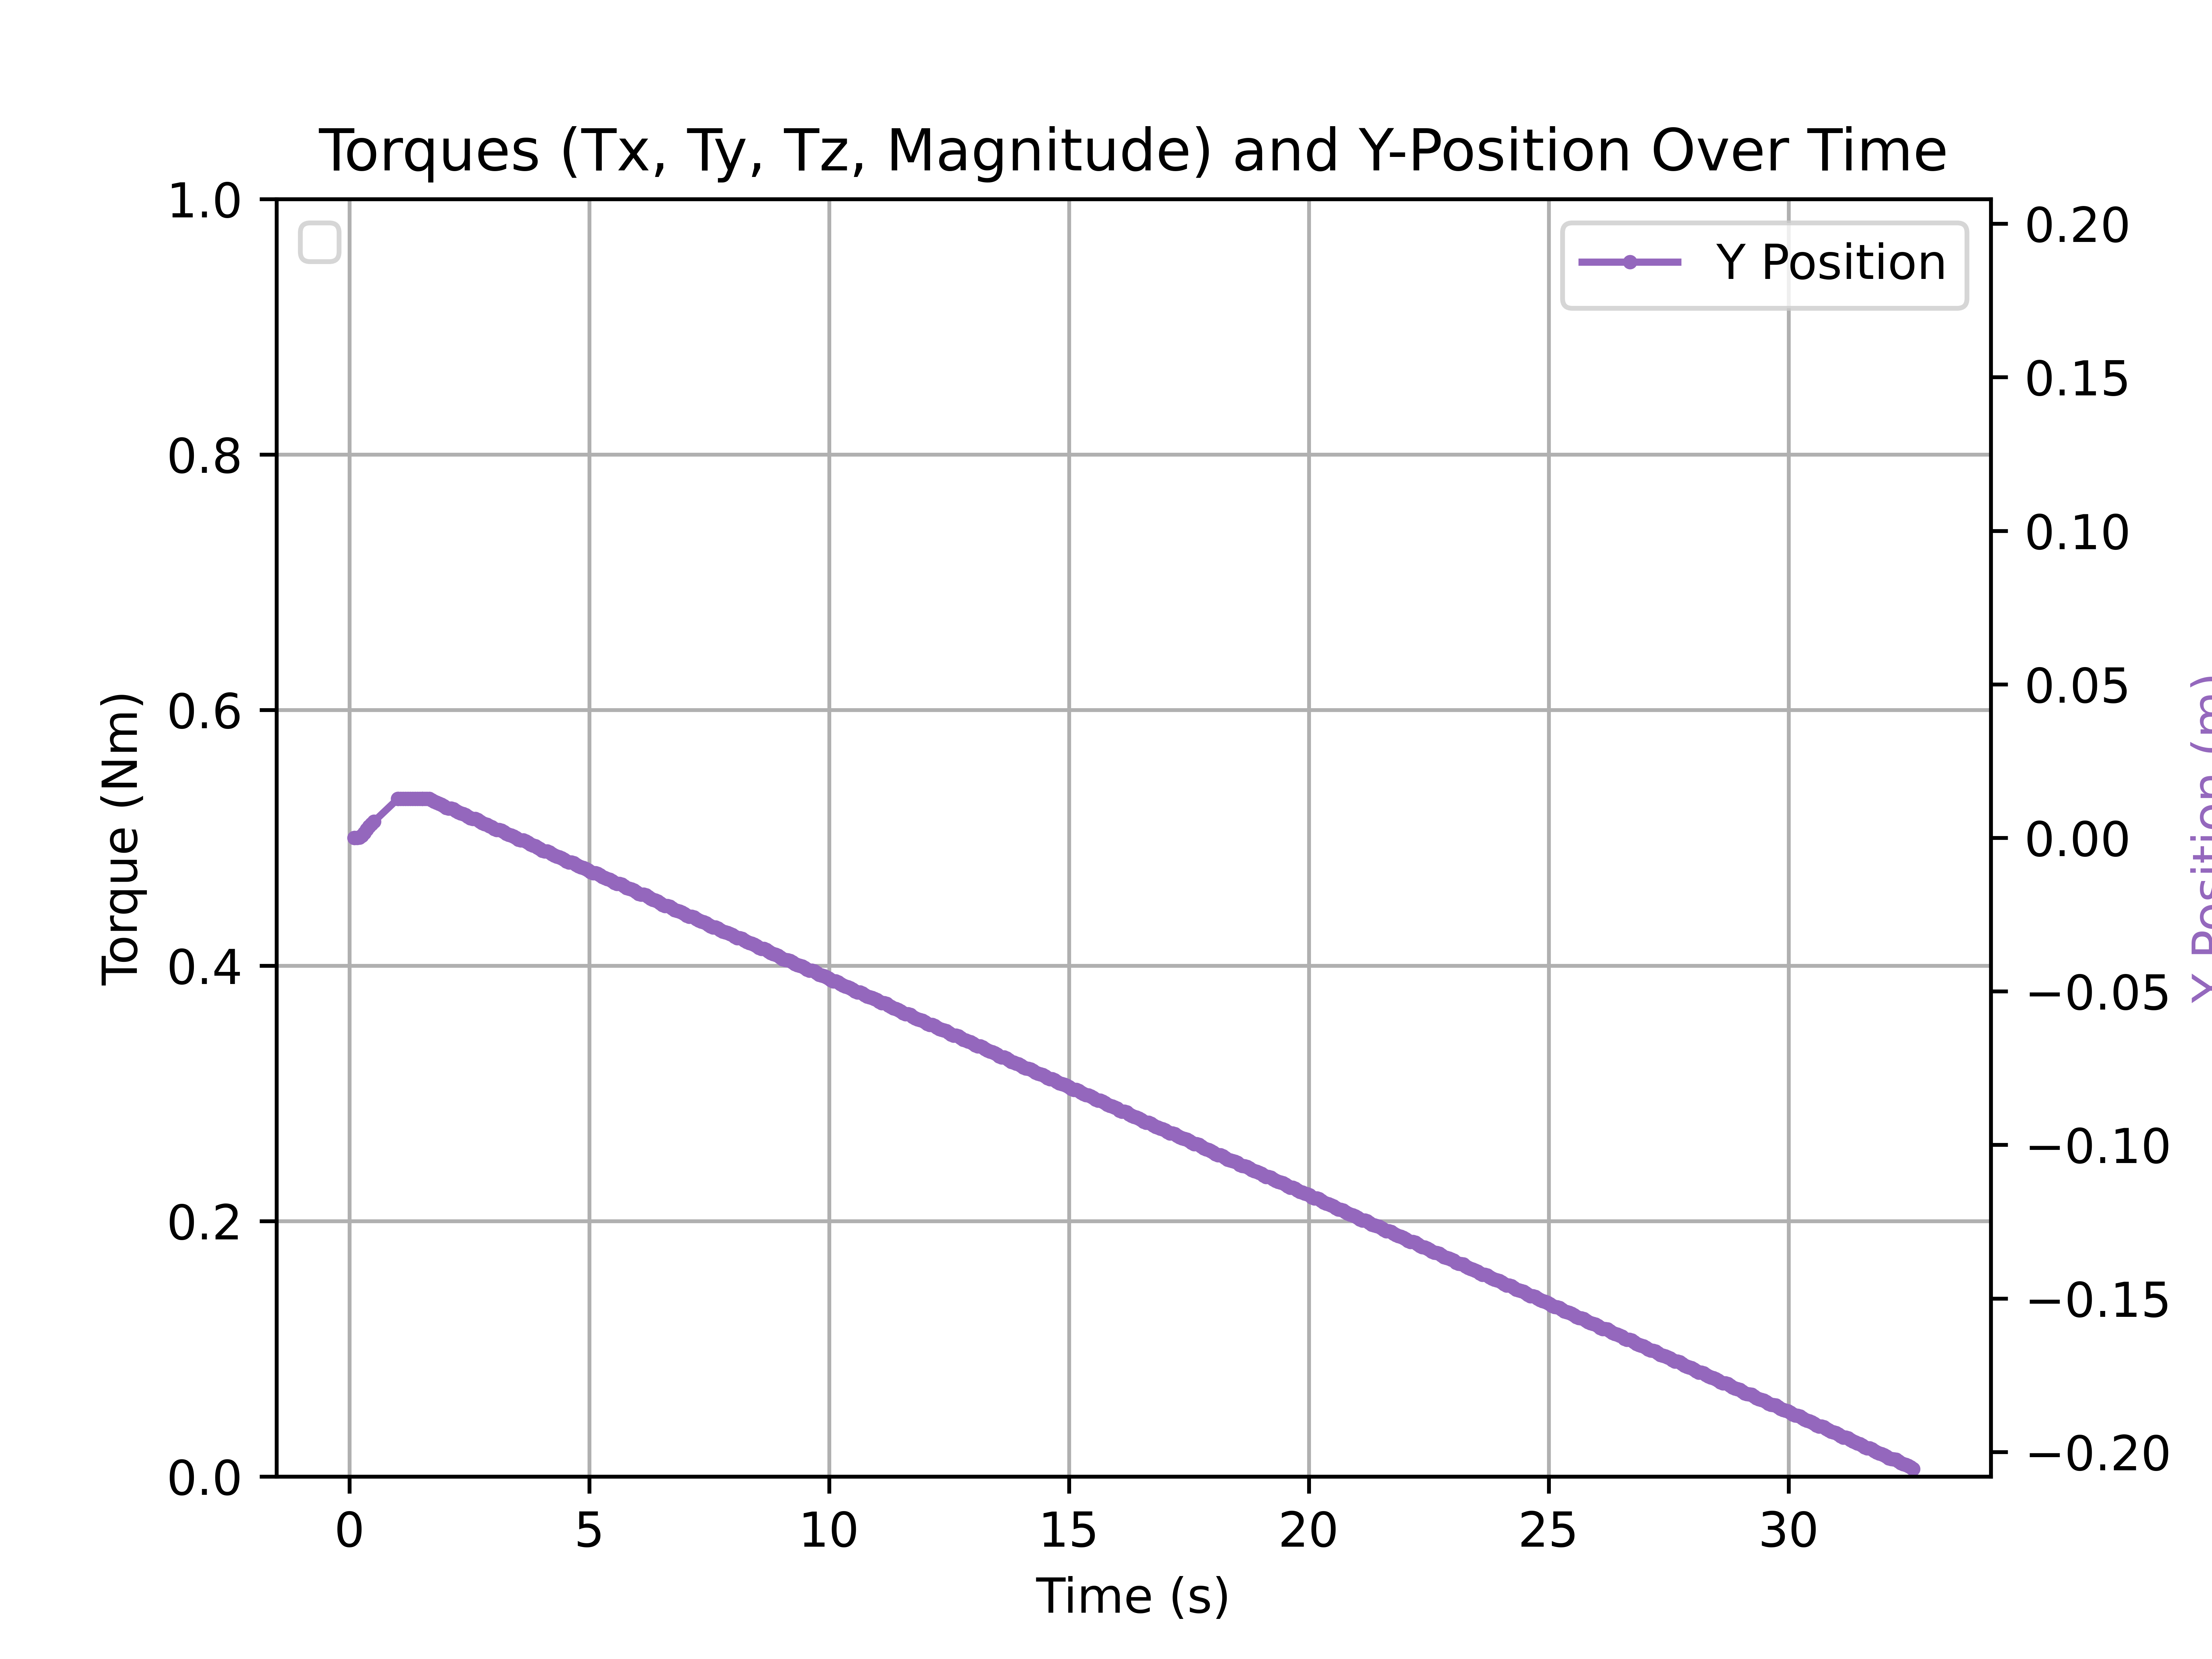 Torques (Tx, Ty, Tz, Magnitude) and Y-Position Over Time
1.0
0.8
0.6
0.4
0.2
0.0
Torque (Nm)
Y Position
0.20
0.15
0.10
0.05
0.00
−0.05
−0.10
−0.15
−0.20
Y Position (m)
0 5 10 15 20 25 30
Time (s)